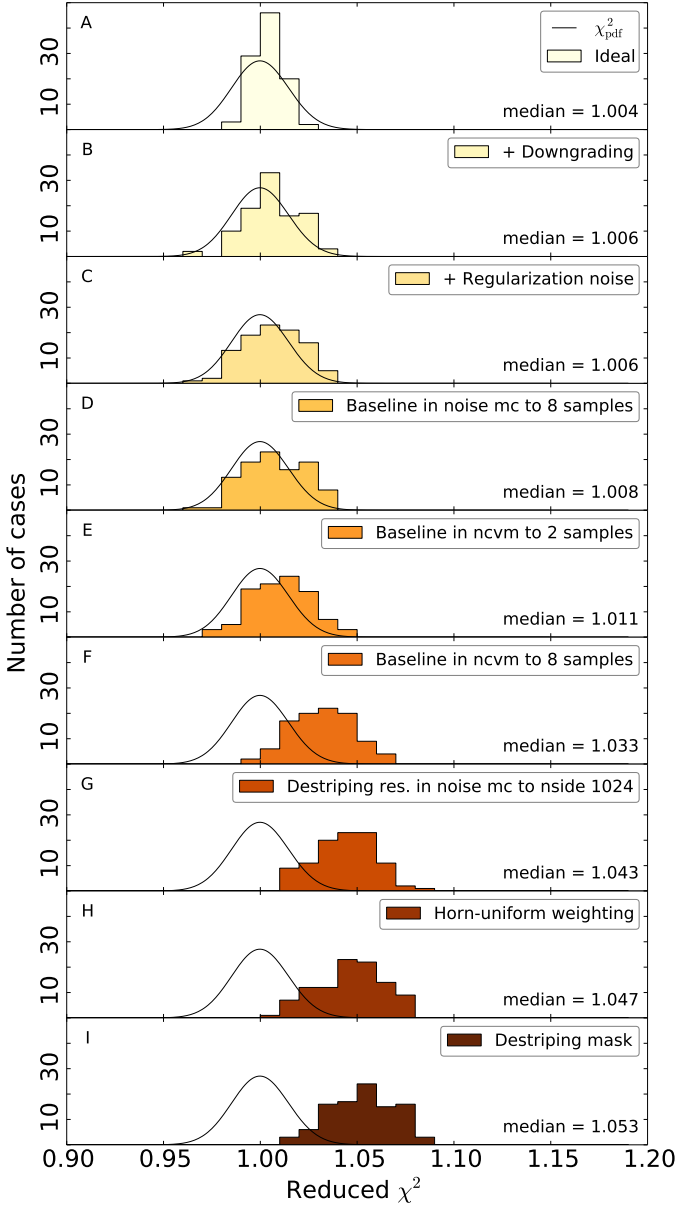 A
χ²pdf
Ideal
30
10
median = 1.004
B
+ Downgrading
30
10
median = 1.006
C
+ Regularization noise
30
10
median = 1.006
D
Baseline in noise mc to 8 samples
30
10
median = 1.008
E
Baseline in ncvm to 2 samples
30
10
median = 1.011
F
Baseline in ncvm to 8 samples
30
10
median = 1.033
G
Destriping res. in noise mc to nside 1024
30
10
median = 1.043
H
Horn-uniform weighting
30
10
median = 1.047
I
Destriping mask
30
10
median = 1.053
Number of cases
0.90 0.95 1.00 1.05 1.10 1.15 1.20
Reduced χ²